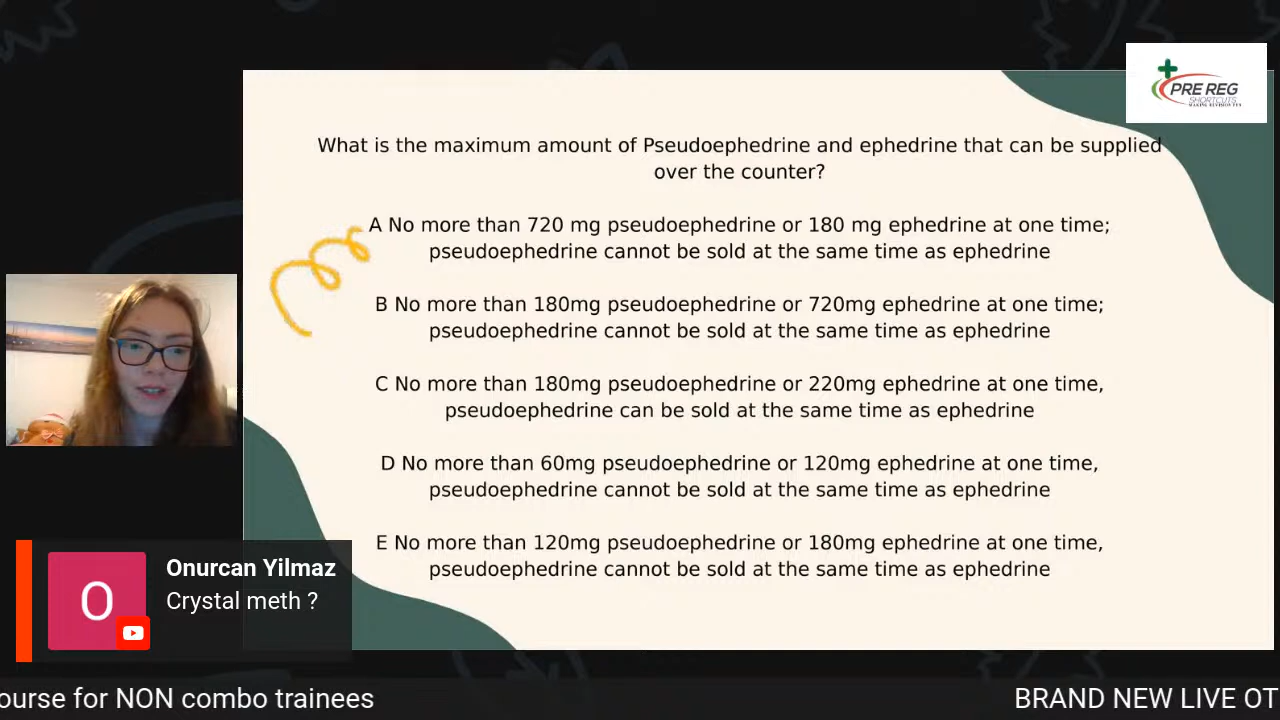 PRE REG
SHORTCUTS
MAKING REVISION FUN
What is the maximum amount of Pseudoephedrine and ephedrine that can be supplied
over the counter?
A No more than 720 mg pseudoephedrine or 180 mg ephedrine at one time;
pseudoephedrine cannot be sold at the same time as ephedrine
B No more than 180mg pseudoephedrine or 720mg ephedrine at one time;
pseudoephedrine cannot be sold at the same time as ephedrine
C No more than 180mg pseudoephedrine or 220mg ephedrine at one time,
pseudoephedrine can be sold at the same time as ephedrine
D No more than 60mg pseudoephedrine or 120mg ephedrine at one time,
pseudoephedrine cannot be sold at the same time as ephedrine
E No more than 120mg pseudoephedrine or 180mg ephedrine at one time,
pseudoephedrine cannot be sold at the same time as ephedrine
O
Onurcan Yilmaz
Crystal meth ?
ourse for NON combo trainees
BRAND NEW LIVE OT